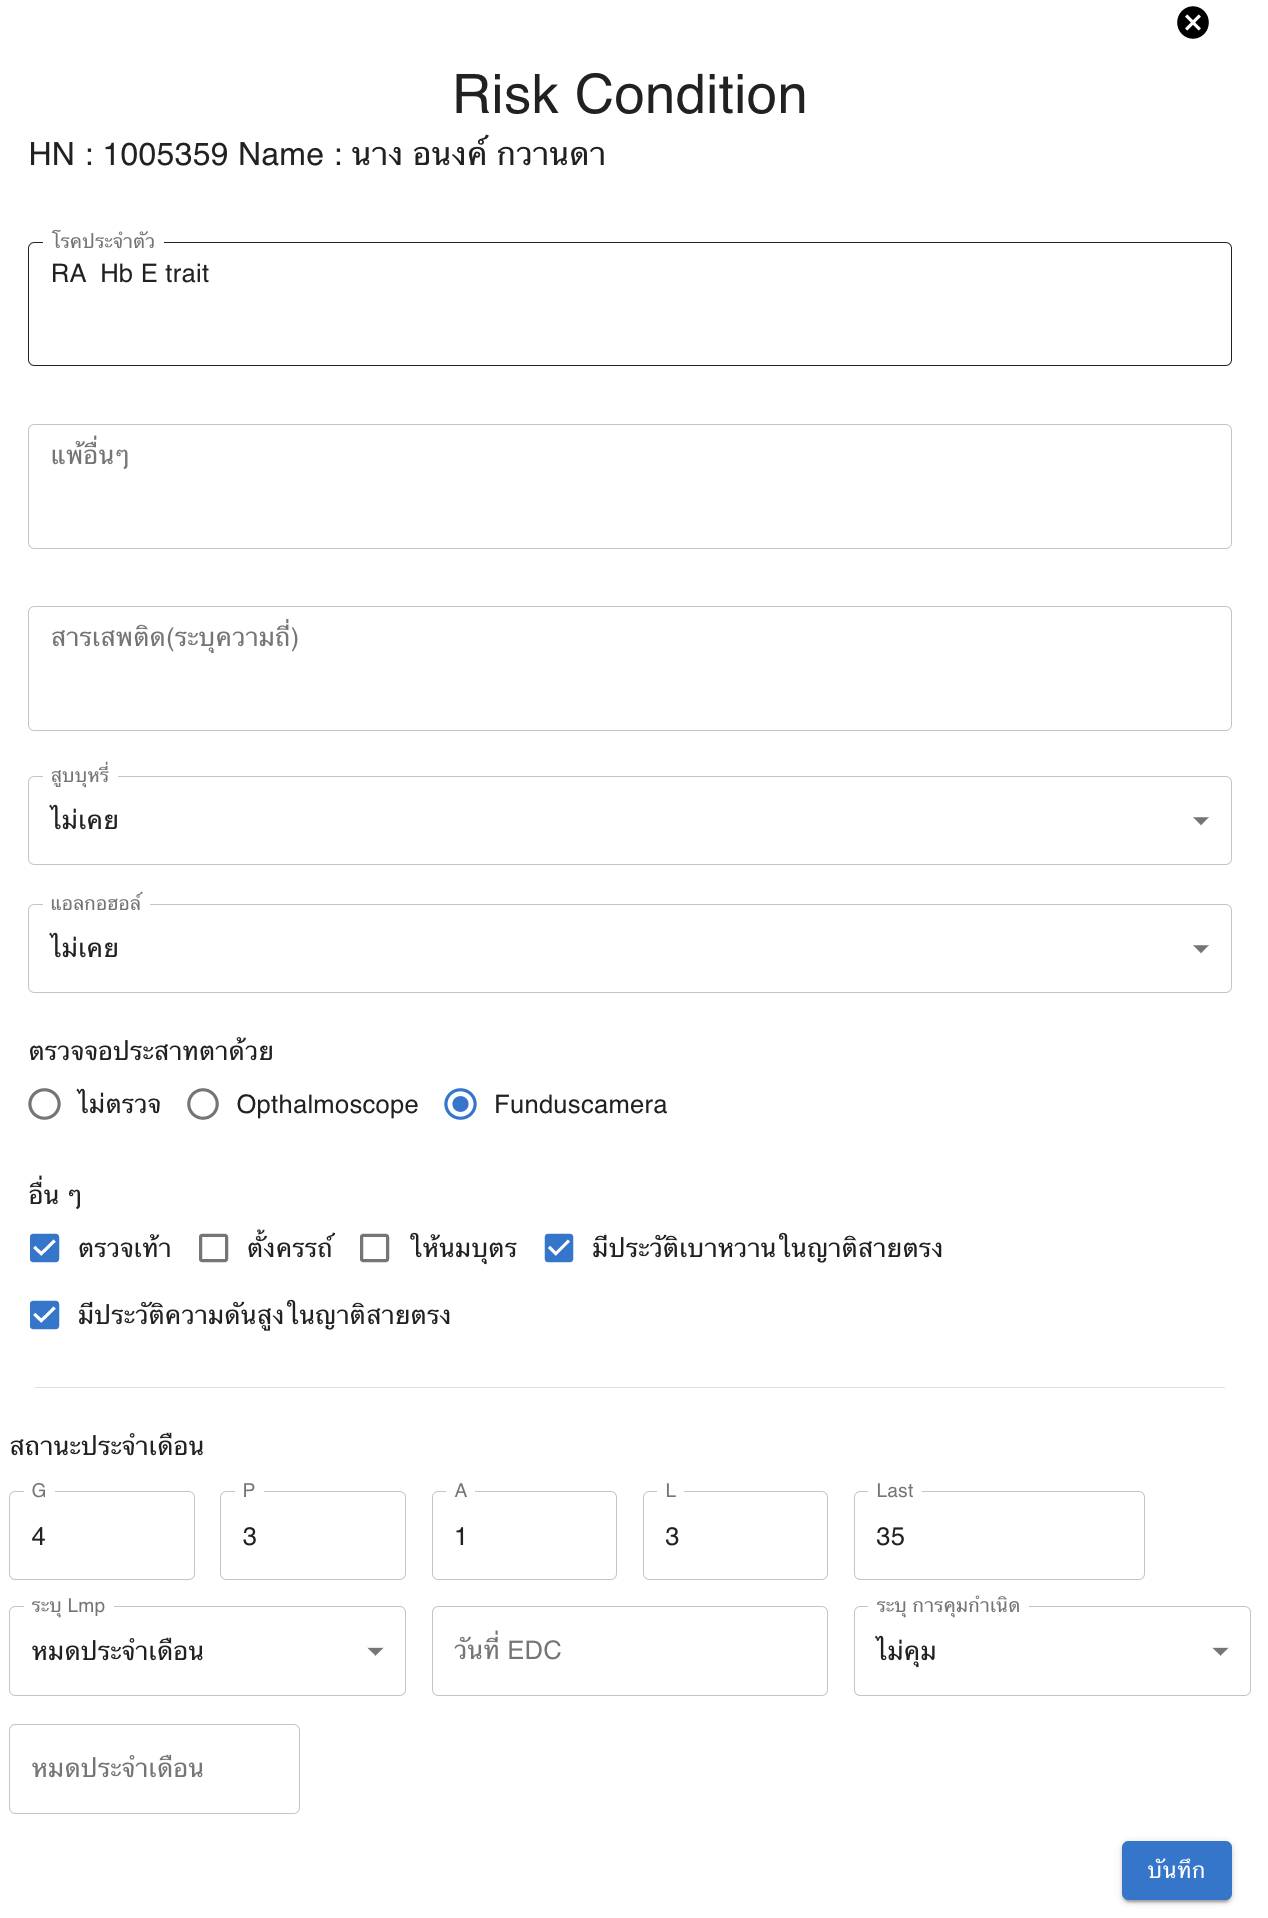 Risk Condition
HN : 1005359 Name : นาง อนงค์ กวานดา
โรคประจำตัว
RA  Hb E trait
แพ้อื่นๆ
สารเสพติด(ระบุความถี่)
สูบบุหรี่
ไม่เคย
แอลกอฮอล์
ไม่เคย
ตรวจจอประสาทตาด้วย
ไม่ตรวจ Opthalmoscope Funduscamera
อื่น ๆ
ตรวจเท้า ตั้งครรถ์ ให้นมบุตร มีประวัติเบาหวานในญาติสายตรง
มีประวัติความดันสูงในญาติสายตรง
สถานะประจำเดือน
G P A L Last
4 3 1 3 35
ระบุ Lmp ระบุ การคุมกำเนิด
หมดประจำเดือน วันที่ EDC ไม่คุม
หมดประจำเดือน
บันทึก